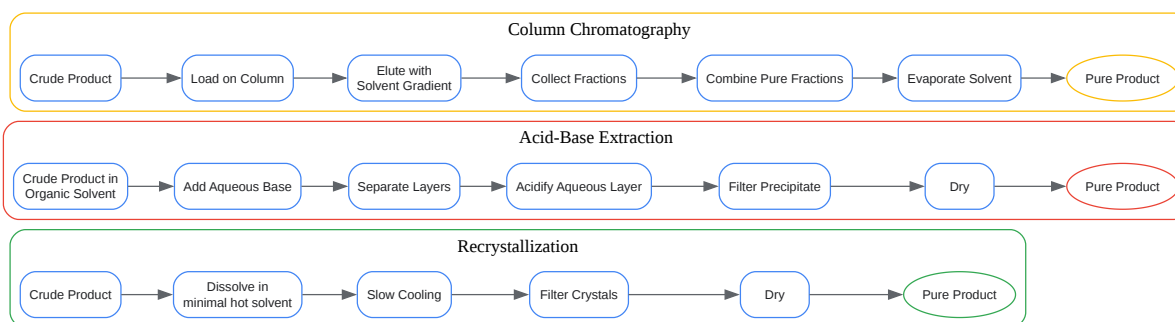 Column Chromatography
Crude Product
Load on Column
Elute with
Solvent Gradient
Collect Fractions
Combine Pure Fractions
Evaporate Solvent
Pure Product
Acid-Base Extraction
Crude Product in
Organic Solvent
Add Aqueous Base
Separate Layers
Acidify Aqueous Layer
Filter Precipitate
Dry
Pure Product
Recrystallization
Crude Product
Dissolve in
minimal hot solvent
Slow Cooling
Filter Crystals
Dry
Pure Product